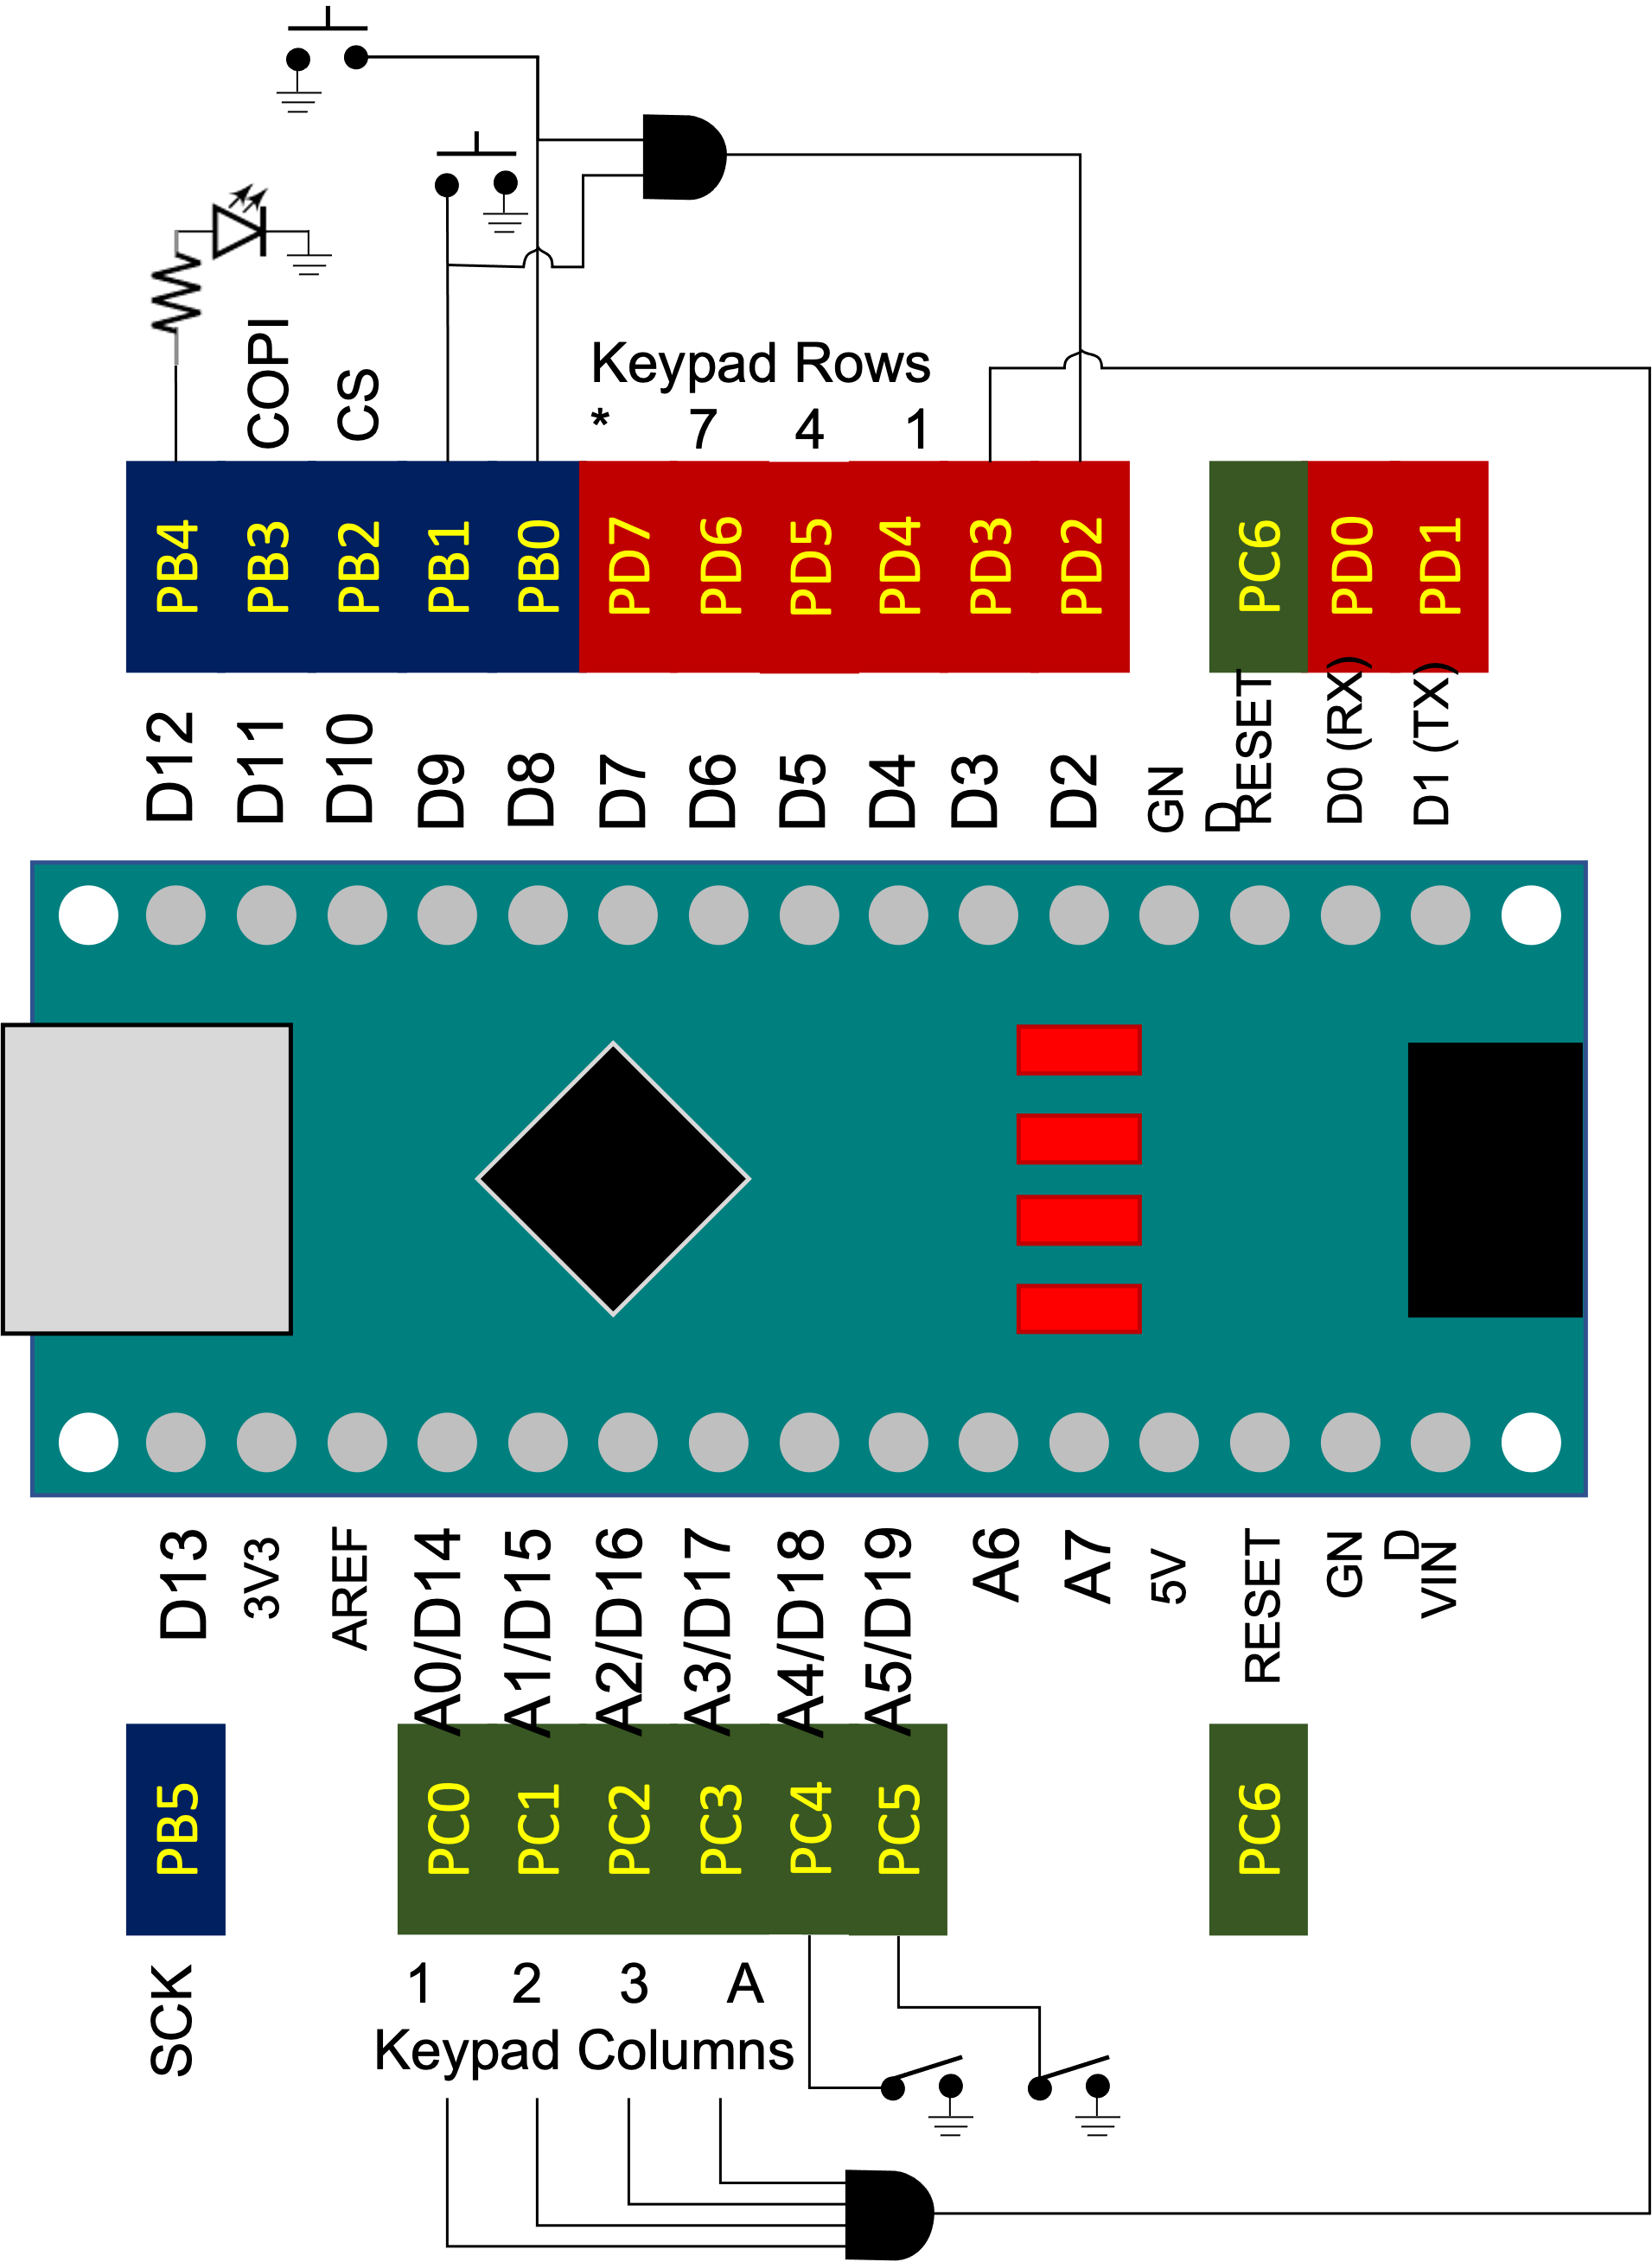 COPI
CS
Keypad Rows
* 7 4 1
PB4 PB3 PB2 PB1 PB0 PD7 PD6 PD5 PD4 PD3 PD2 PC6 PD0 PD1
D12 D11 D10 D9 D8 D7 D6 D5 D4 D3 D2 GN
D RESET D0 (RX) D1 (TX)
D13 3V3 AREF A0/D14 A1/D15 A2/D16 A3/D17 A4/D18 A5/D19 A6 A7 5V RESET GN
D VIN
PB5 PC0 PC1 PC2 PC3 PC4 PC5 PC6
SCK
1 2 3 A
Keypad Columns